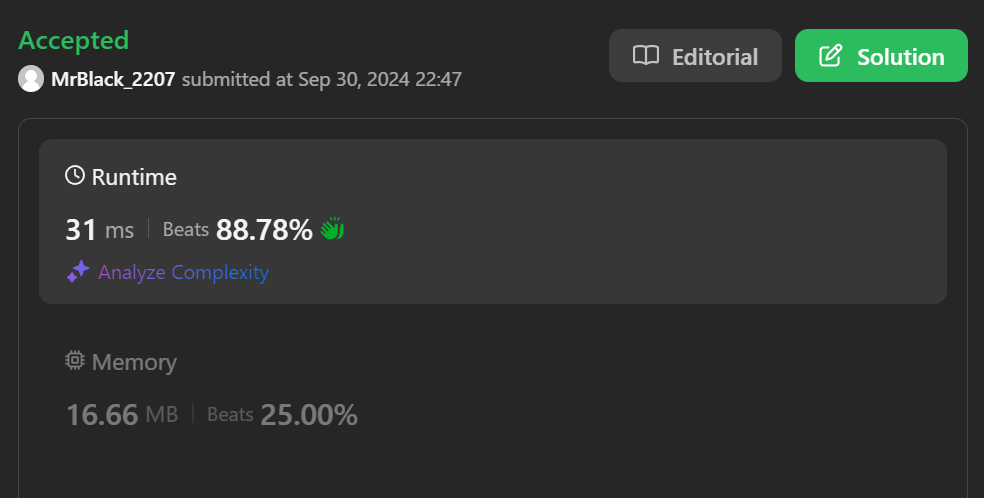 Accepted
MrBlack_2207 submitted at Sep 30, 2024 22:47
Editorial
Solution
Runtime
31 ms | Beats 88.78%
Analyze Complexity
Memory
16.66 MB | Beats 25.00%